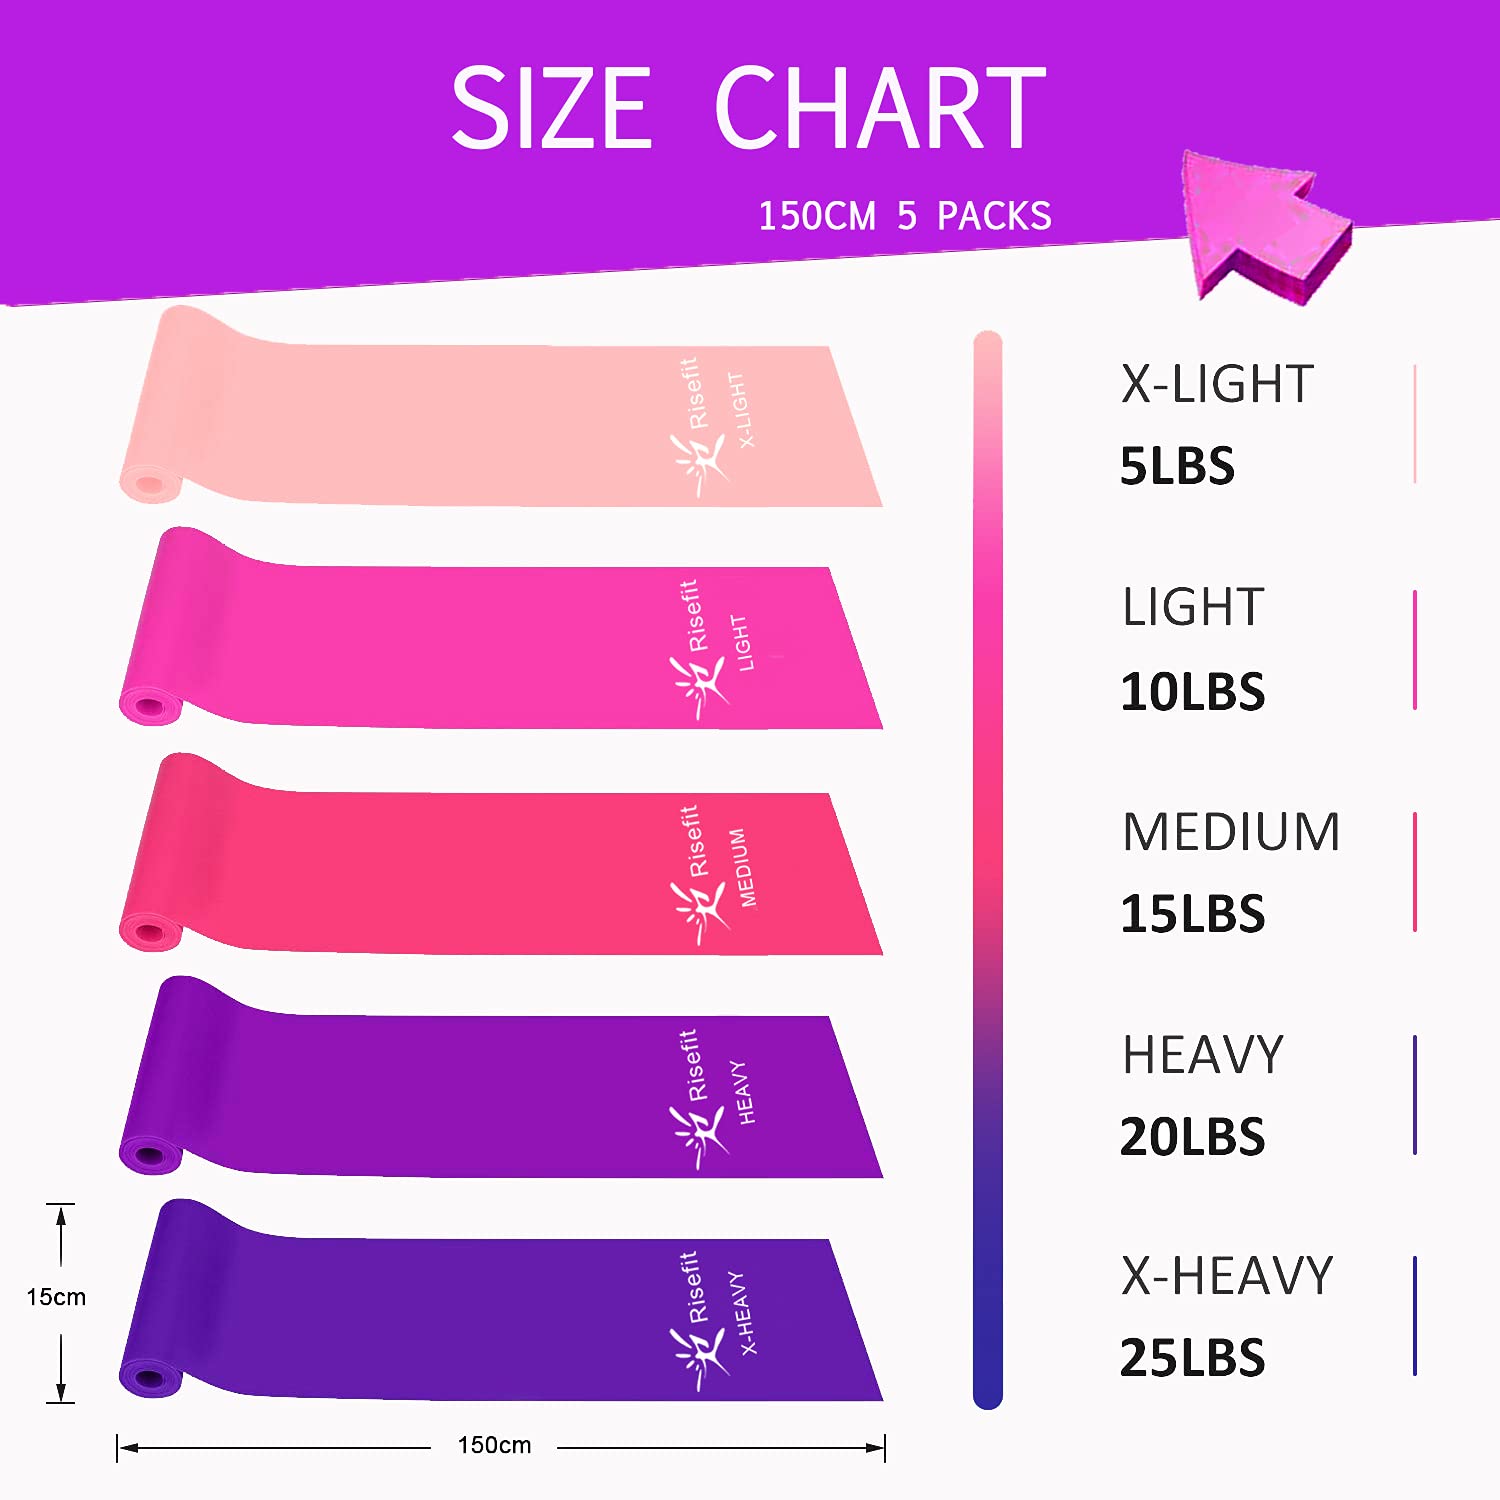 SIZE CHART
150CM 5 PACKS
Risefit
X-LIGHT
X-LIGHT
5LBS
Risefit
LIGHT
LIGHT
10LBS
Risefit
MEDIUM
MEDIUM
15LBS
Risefit
HEAVY
HEAVY
20LBS
Risefit
X-HEAVY
X-HEAVY
25LBS
15cm
150cm